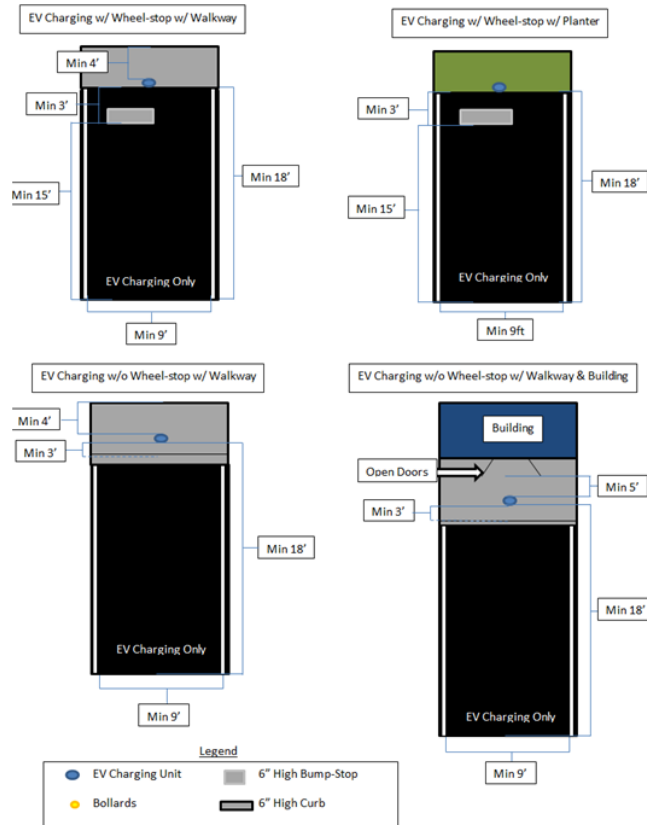 EV Charging w/ Wheel-stop w/ Walkway
Min 4'
Min 3'
Min 15'
Min 18'
EV Charging Only
Min 9'
EV Charging w/ Wheel-stop w/ Planter
Min 3'
Min 15'
Min 18'
EV Charging Only
Min 9ft
EV Charging w/o Wheel-stop w/ Walkway
Min 4'
Min 3'
Min 18'
EV Charging Only
Min 9'
EV Charging w/o Wheel-stop w/ Walkway & Building
Building
Open Doors
Min 5'
Min 3'
Min 18'
EV Charging Only
Min 9'
Legend
EV Charging Unit
6" High Bump-Stop
Bollards
6" High Curb